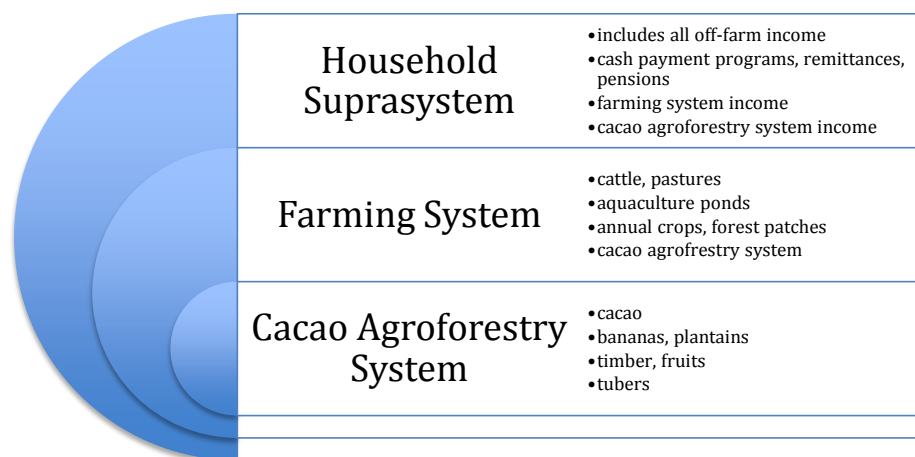 Household
Suprasystem
•includes all off-farm income
•cash payment programs, remittances,
pensions
•farming system income
•cacao agroforestry system income
Farming System
•cattle, pastures
•aquaculture ponds
•annual crops, forest patches
•cacao agrofrestry system
Cacao Agroforestry
System
•cacao
•bananas, plantains
•timber, fruits
•tubers